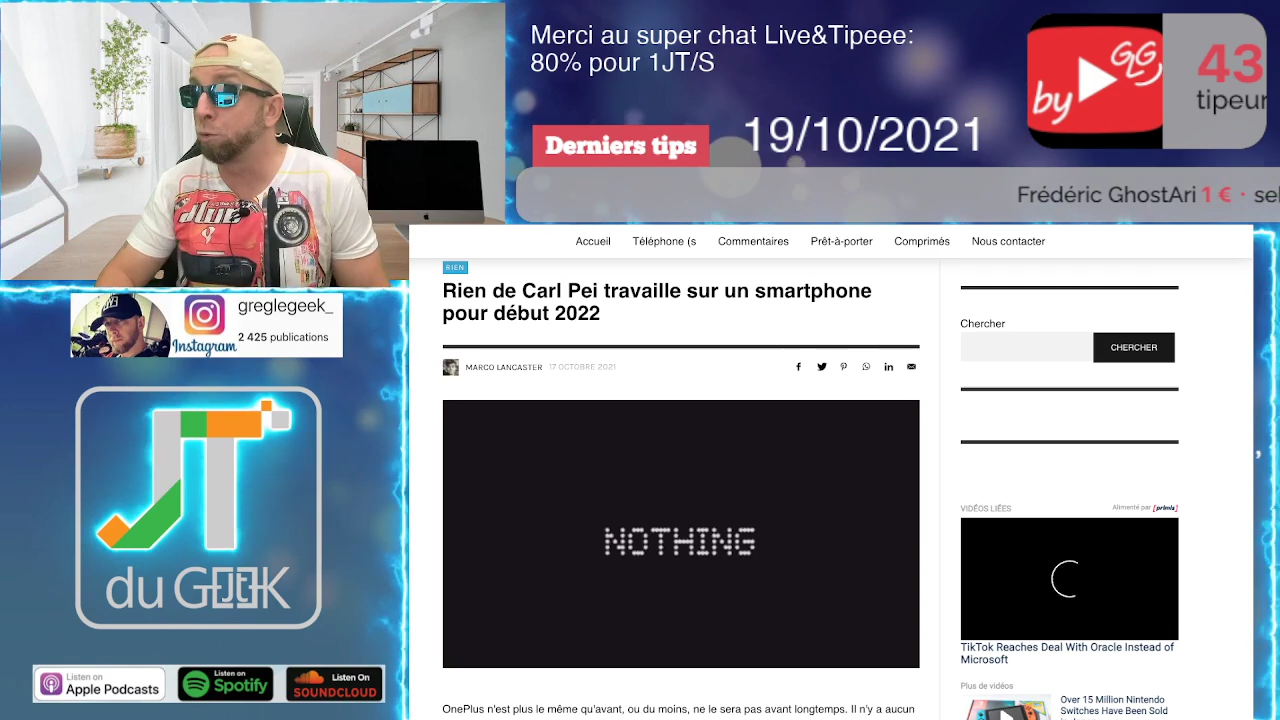 Merci au super chat Live&Tipeee:
80% pour 1JT/S
Derniers tips
19/10/2021
by GLG
43
tipeur
Frédéric GhostAri 1 € · sel
Accueil
Téléphone (s
Commentaires
Prêt-à-porter
Comprimés
Nous contacter
RIEN
Rien de Carl Pei travaille sur un smartphone
pour début 2022
MARCO LANCASTER 17 OCTOBRE 2021
NOTHING
OnePlus n'est plus le même qu'avant, ou du moins, ne le sera pas avant longtemps. Il n'y a aucun
Chercher
CHERCHER
VIDÉOS LIÉES
Alimenté par [primis]
TikTok Reaches Deal With Oracle Instead of
Microsoft
Plus de vidéos
Over 15 Million Nintendo
Switches Have Been Sold
greglegeek_
2 425 publications
Instagram
JT
du GEEK
Listen on
Apple Podcasts
Listen on
Spotify
Listen On
SOUNDCLOUD